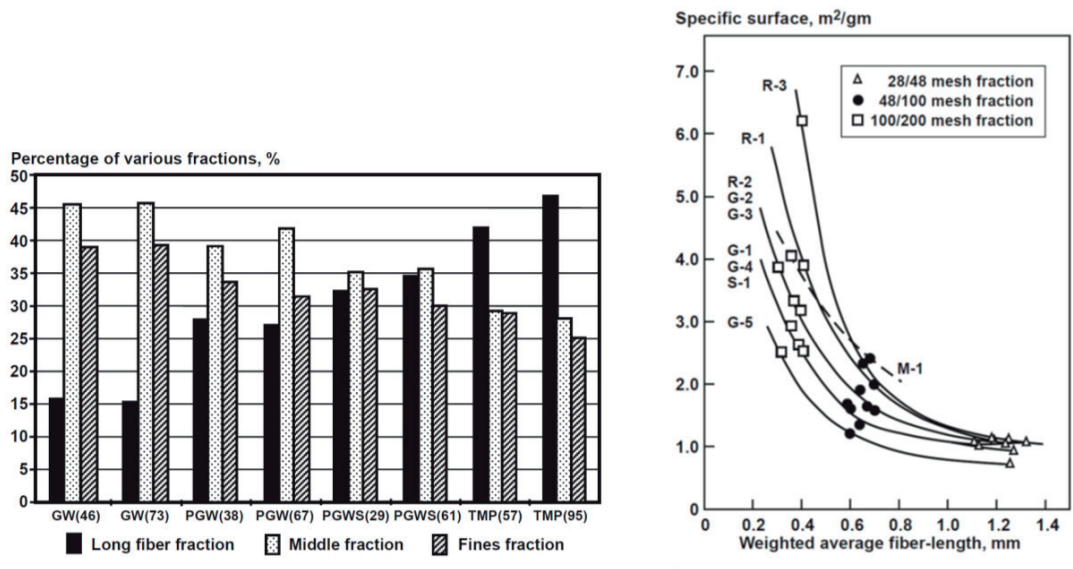 Percentage of various fractions, %
50
45
40
35
30
25
20
15
10
5
0
GW(46) GW(73) PGW(38) PGW(67) PGWS(29) PGWS(61) TMP(57) TMP(95)
Long fiber fraction Middle fraction Fines fraction
Specific surface, m²/gm
7.0
6.0
5.0
4.0
3.0
2.0
1.0
0
28/48 mesh fraction
48/100 mesh fraction
100/200 mesh fraction
R-3
R-1
R-2
G-2
G-3
G-1
G-4
S-1
G-5
M-1
0 0.2 0.4 0.6 0.8 1.0 1.2 1.4
Weighted average fiber-length, mm